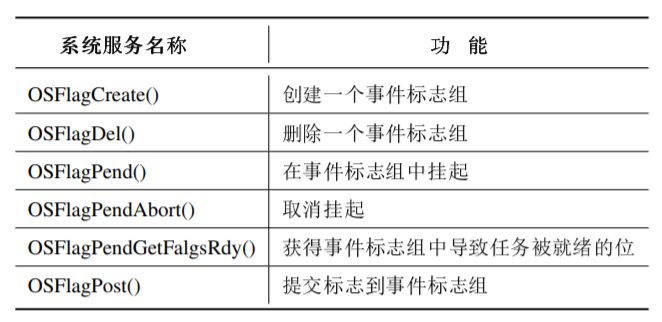 系统服务名称 功 能
OSFlagCreate() 创建一个事件标志组
OSFlagDel() 删除一个事件标志组
OSFlagPend() 在事件标志组中挂起
OSFlagPendAbort() 取消挂起
OSFlagPendGetFalgsRdy() 获得事件标志组中导致任务被就绪的位
OSFlagPost() 提交标志到事件标志组